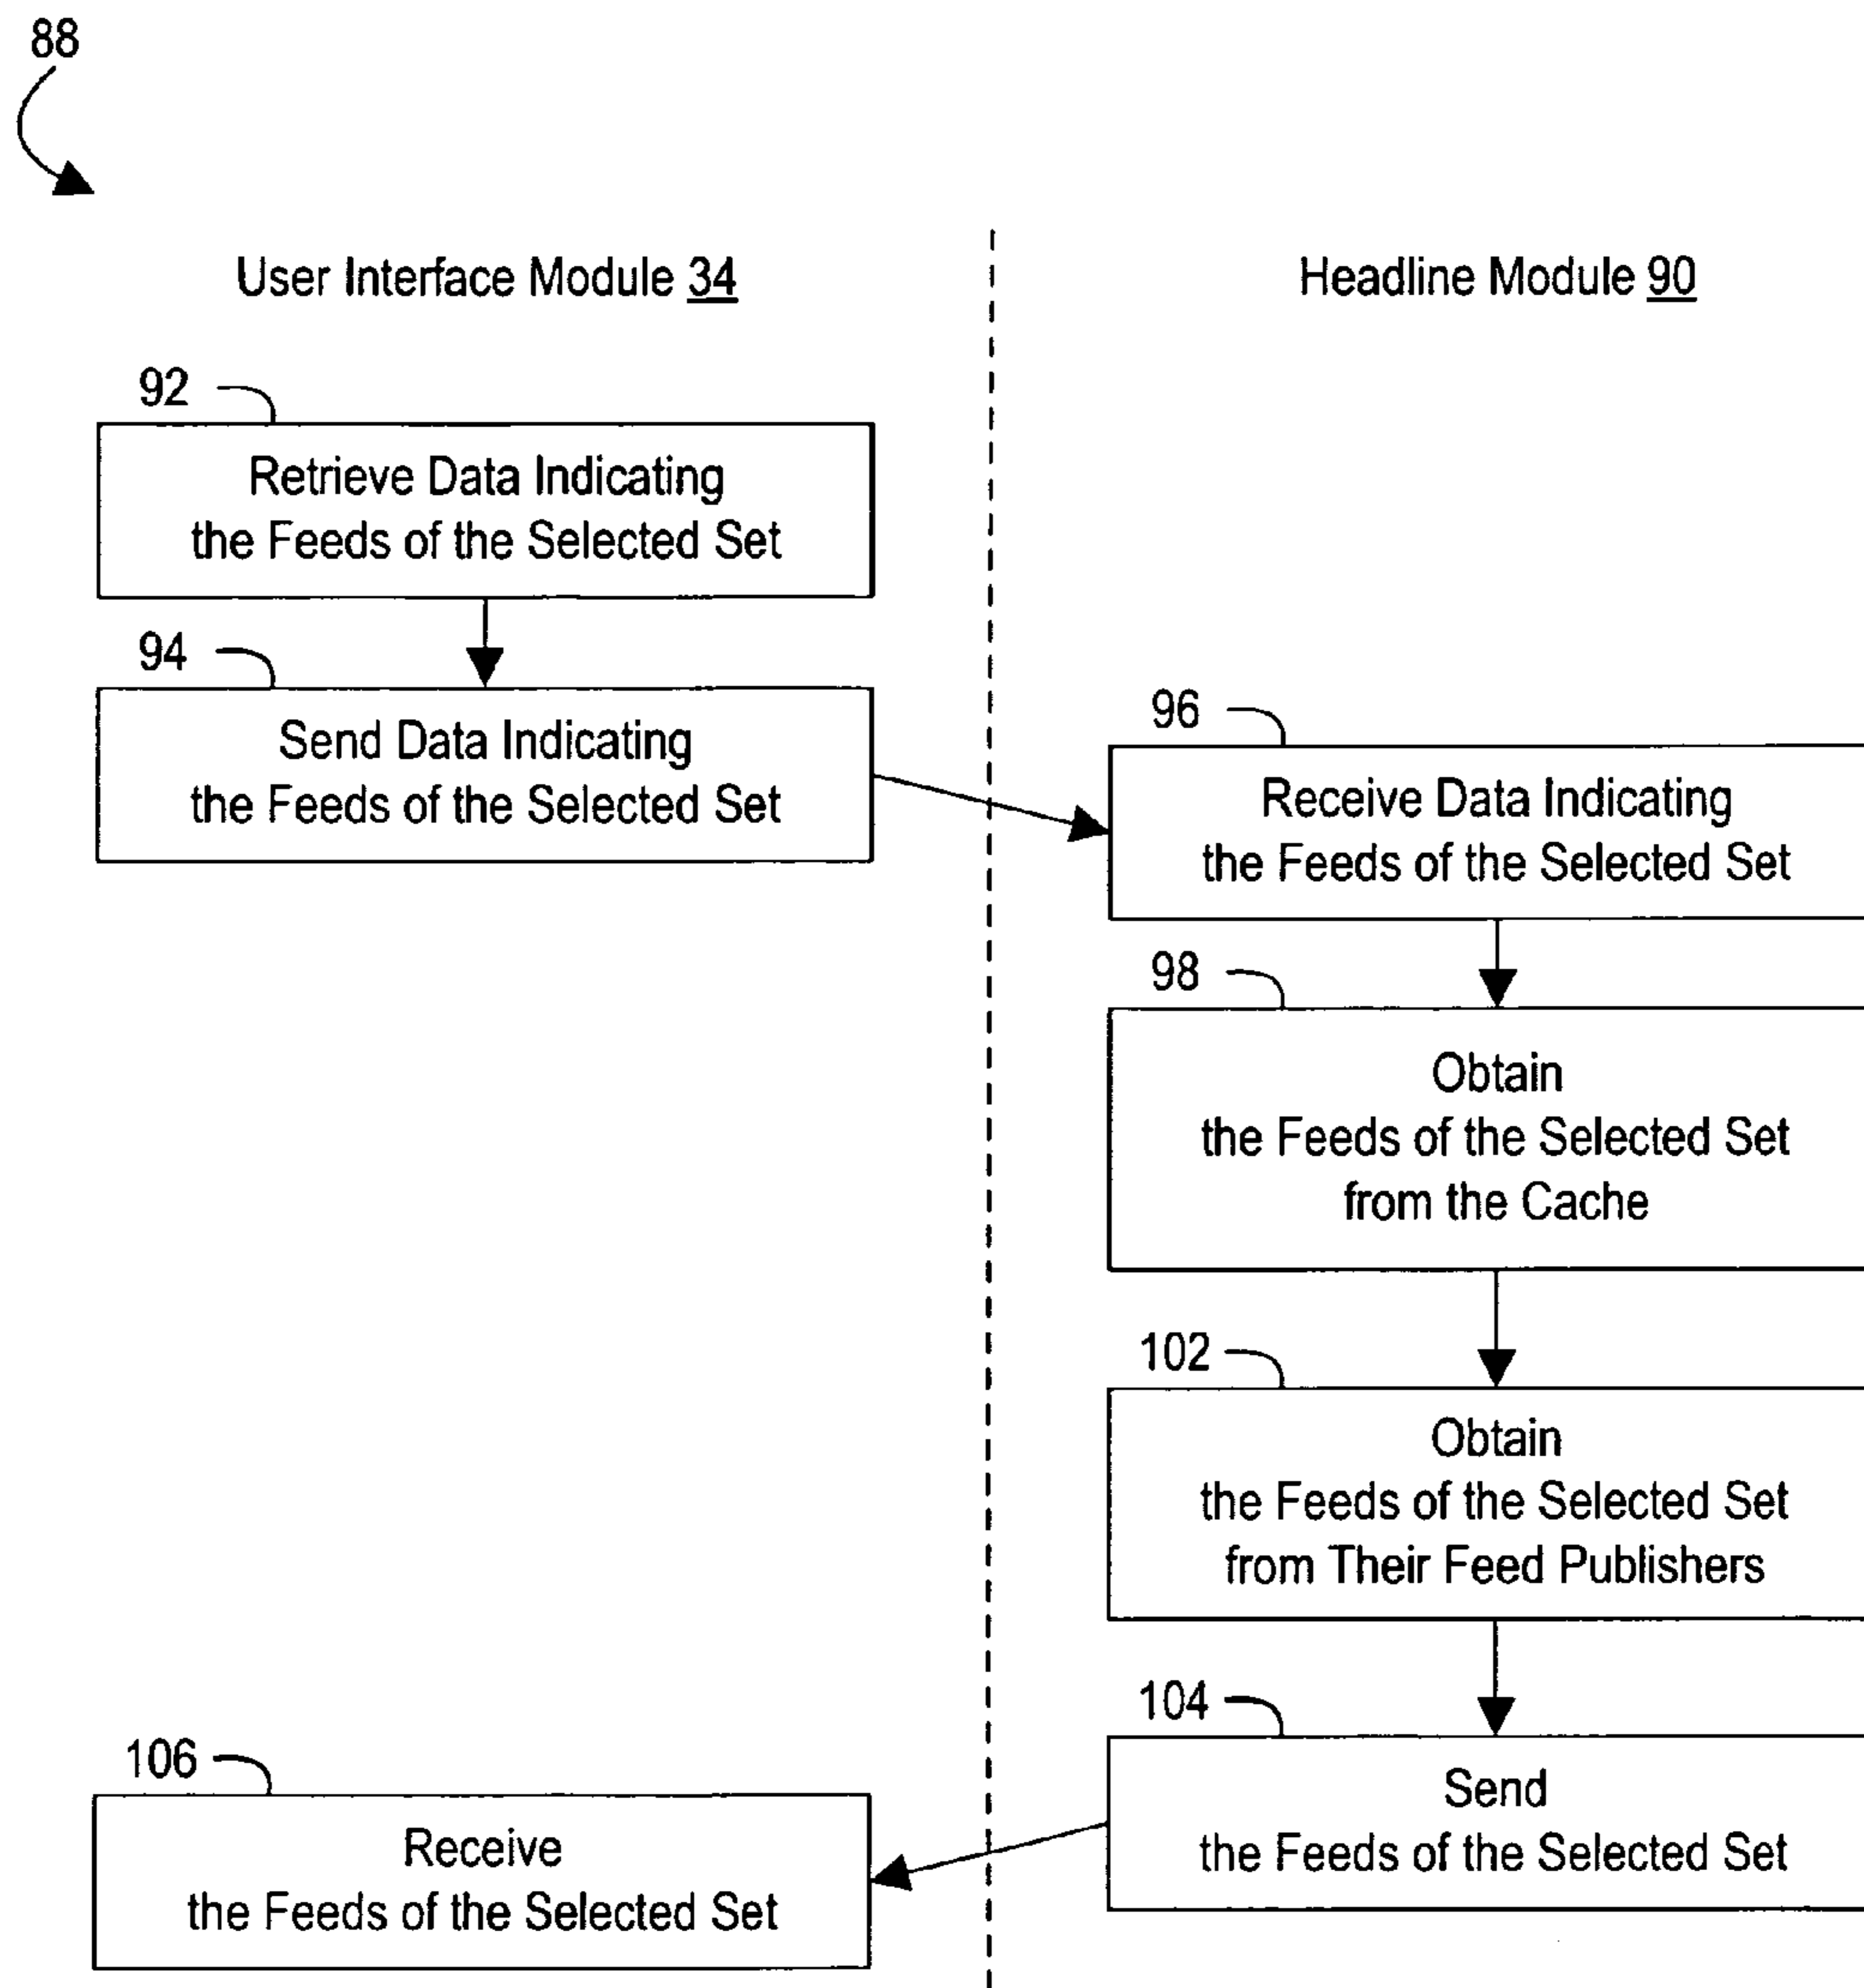 88
User Interface Module 34
Headline Module 90
92
Retrieve Data Indicating
the Feeds of the Selected Set
94
Send Data Indicating
the Feeds of the Selected Set
96
Receive Data Indicating
the Feeds of the Selected Set
98
Obtain
the Feeds of the Selected Set
from the Cache
102
Obtain
the Feeds of the Selected Set
from Their Feed Publishers
104
Send
the Feeds of the Selected Set
106
Receive
the Feeds of the Selected Set